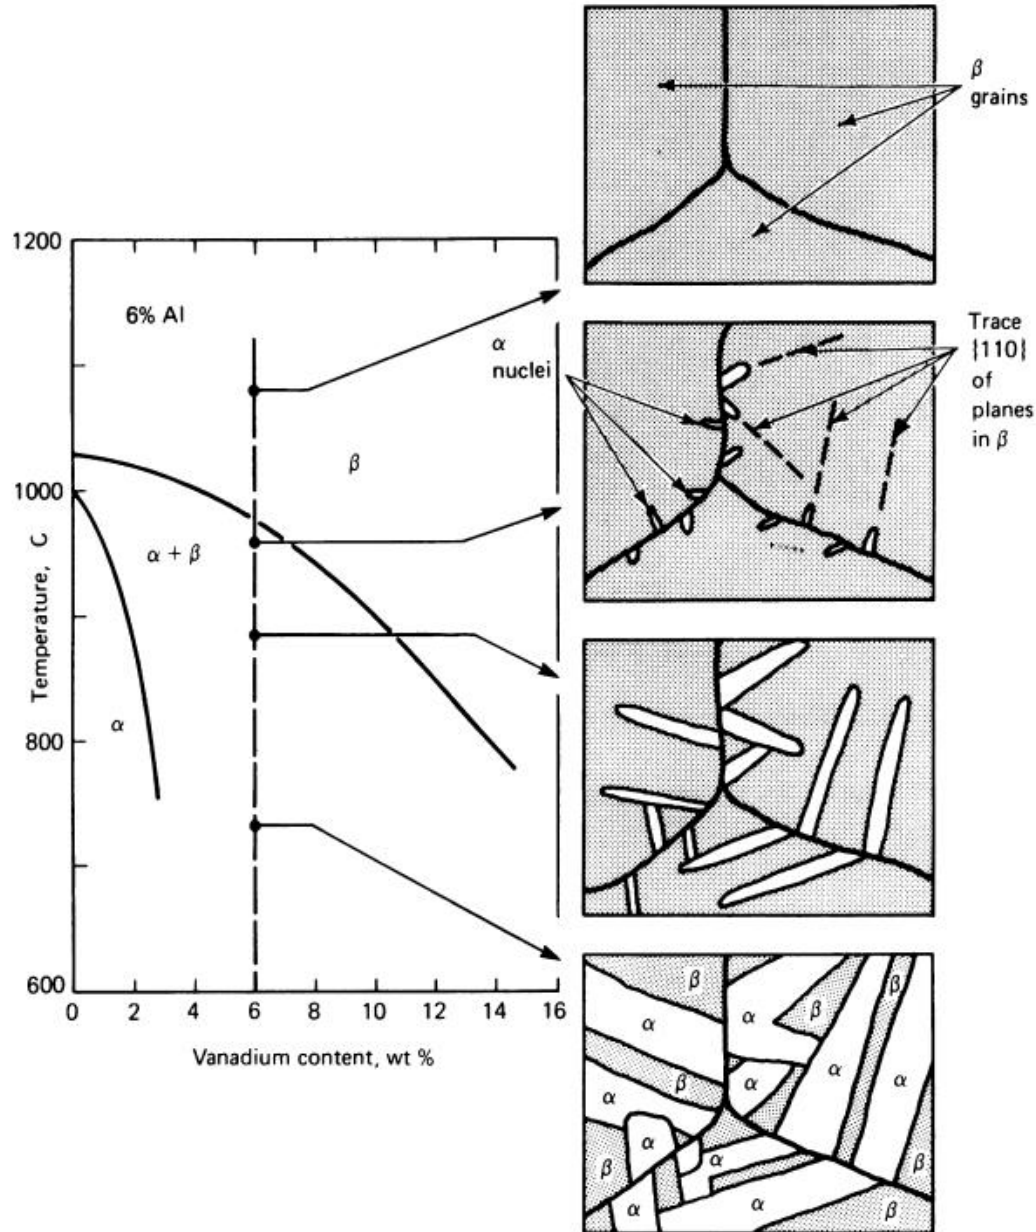 β
grains
1200
6% Al
α
nuclei
Trace
{110}
of
planes
in β
β
1000
α + β
Temperature, C
800
α
600
0 2 4 6 8 10 12 14 16
Vanadium content, wt %
β
α
β
β
α
β
α
α
α
α
α
β
α
α
β
α
β